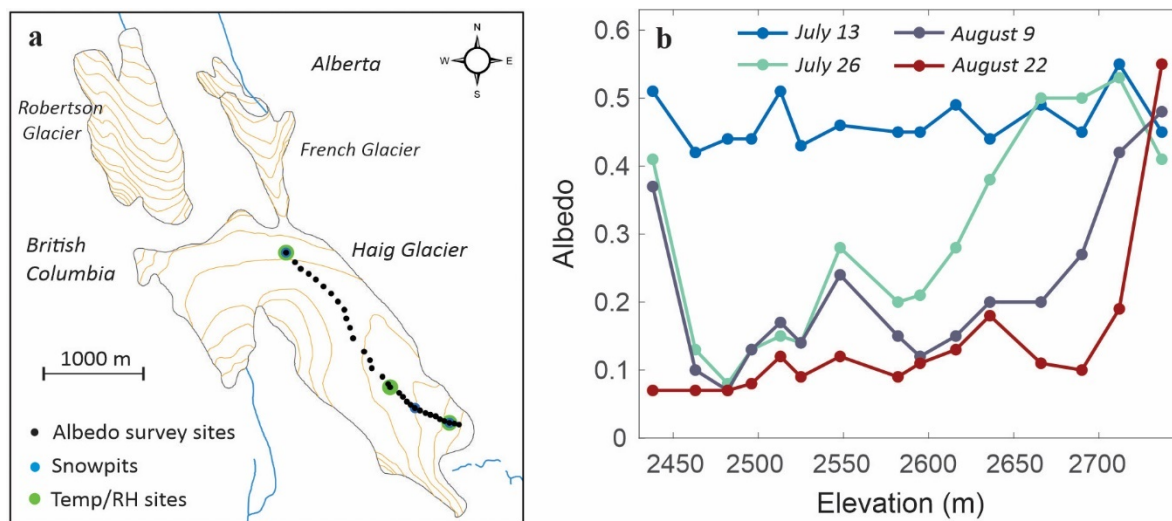 a
N
W E
S
Alberta
Robertson
Glacier
French Glacier
British
Columbia
Haig Glacier
1000 m
Albedo survey sites
Snowpits
Temp/RH sites
b
July 13
August 9
July 26
August 22
Albedo
0.6
0.5
0.4
0.3
0.2
0.1
0
2450 2500 2550 2600 2650 2700
Elevation (m)